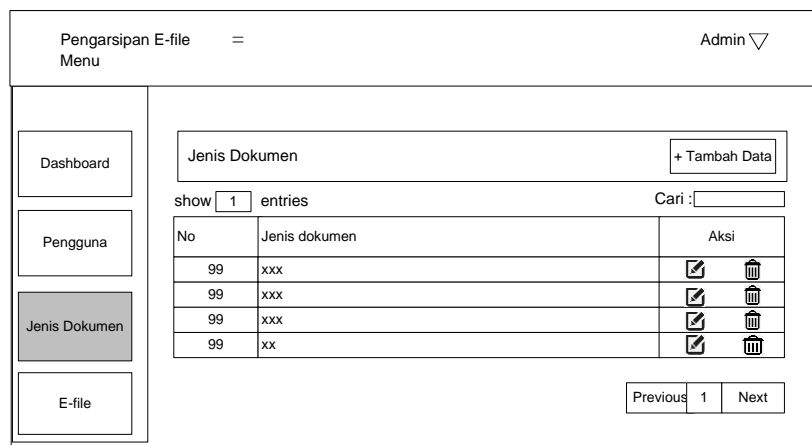 Pengarsipan E-file =
Menu
Admin
Dashboard
Pengguna
Jenis Dokumen
E-file
Jenis Dokumen
+ Tambah Data
show 1 entries
Cari :
No Jenis dokumen Aksi
99 xxx
99 xxx
99 xxx
99 xx
Previous 1 Next